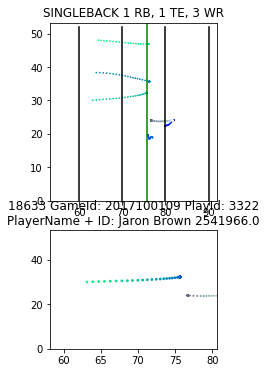 SINGLEBACK 1 RB, 1 TE, 3 WR
50
40
30
20
10
0
60 70 80 90
18633 GameId: 2017100109 PlayId: 3322
PlayerName + ID: Jaron Brown 2541966.0
40
20
0
60 65 70 75 80